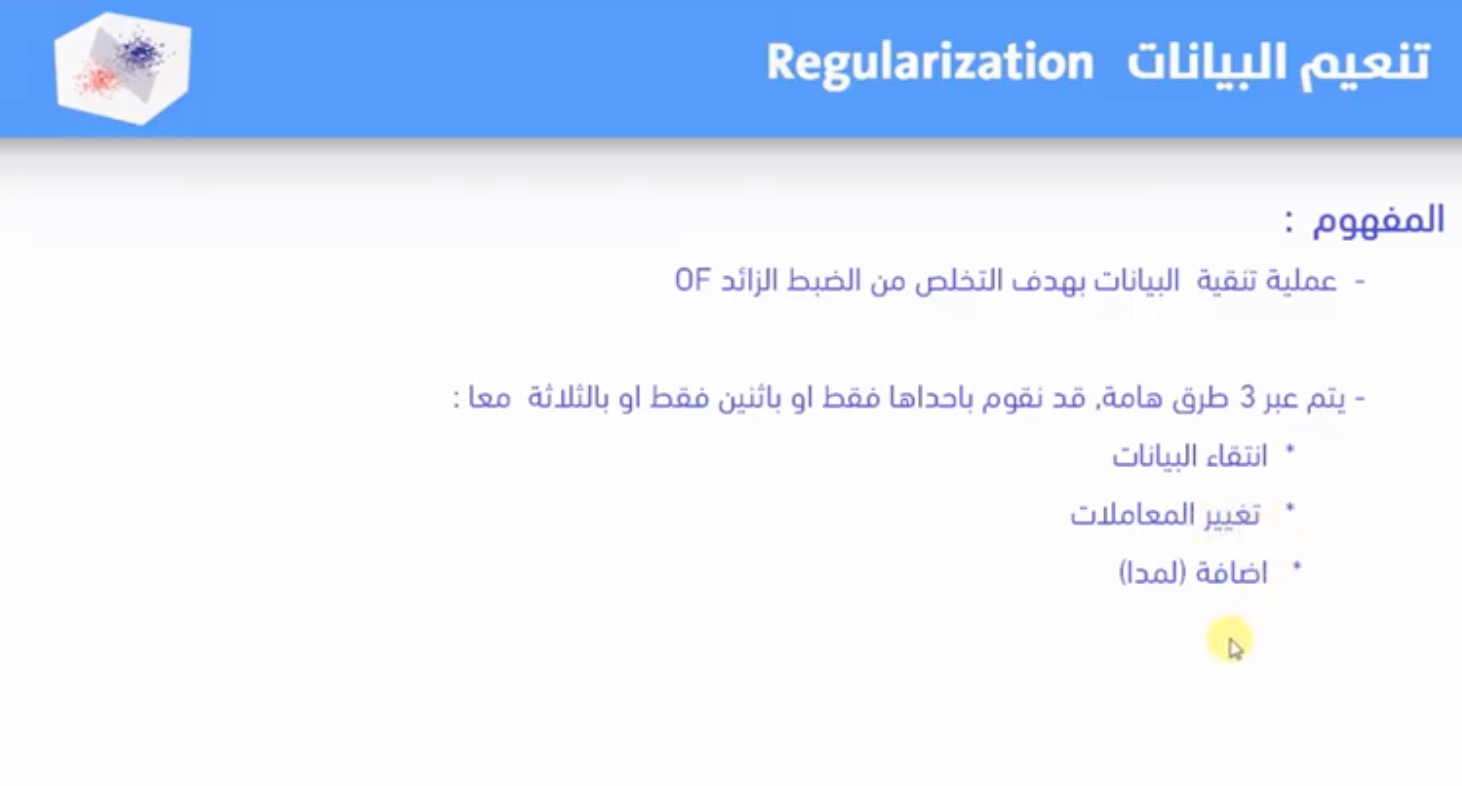 تنعيم البيانات Regularization
المفهوم :
- عملية تنقية البيانات بهدف التخلص من الضبط الزائد OF
- يتم عبر 3 طرق هامة, قد نقوم باحداها فقط او باثنين فقط او بالثلاثة معا :
* انتقاء البيانات
* تغيير المعاملات
* اضافة (لمدا)